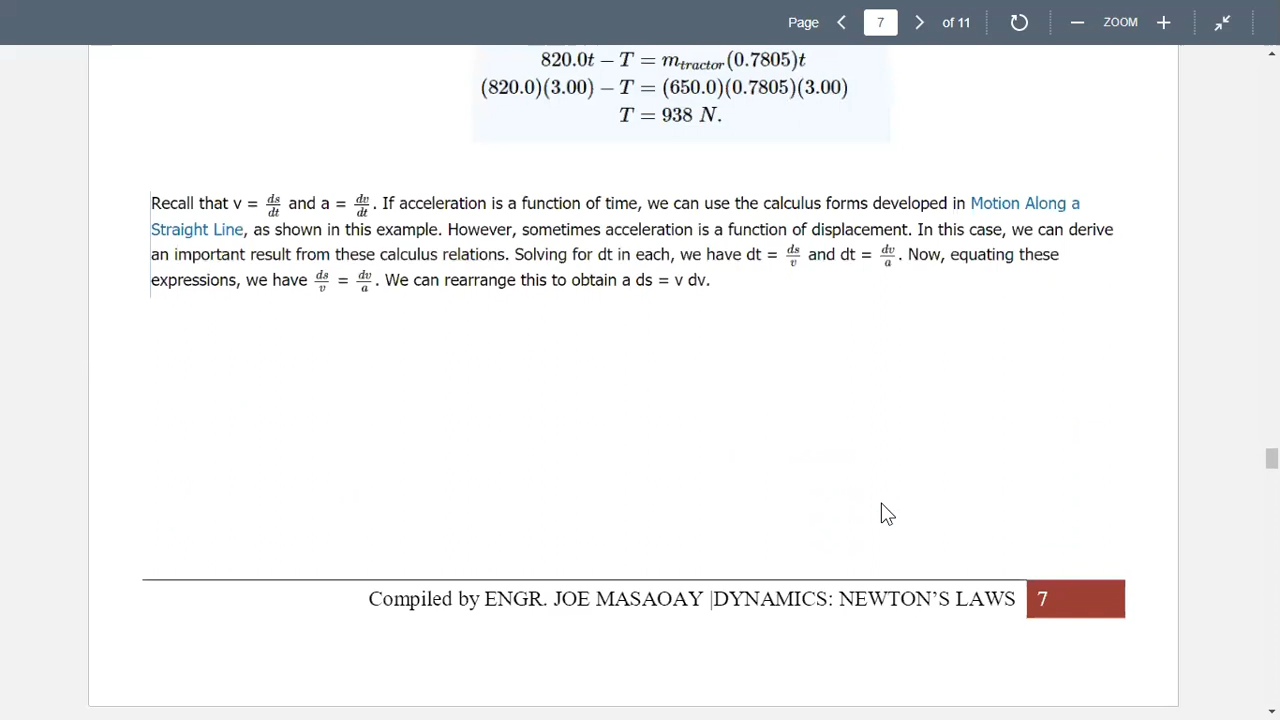 Page 7 of 11 ZOOM
820.0t − T = m_tractor(0.7805)t
(820.0)(3.00) − T = (650.0)(0.7805)(3.00)
T = 938 N.
Recall that v = ds/dt and a = dv/dt. If acceleration is a function of time, we can use the calculus forms developed in Motion Along a
Straight Line, as shown in this example. However, sometimes acceleration is a function of displacement. In this case, we can derive
an important result from these calculus relations. Solving for dt in each, we have dt = ds/v and dt = dv/a. Now, equating these
expressions, we have ds/v = dv/a. We can rearrange this to obtain a ds = v dv.
Compiled by ENGR. JOE MASAOAY |DYNAMICS: NEWTON'S LAWS 7